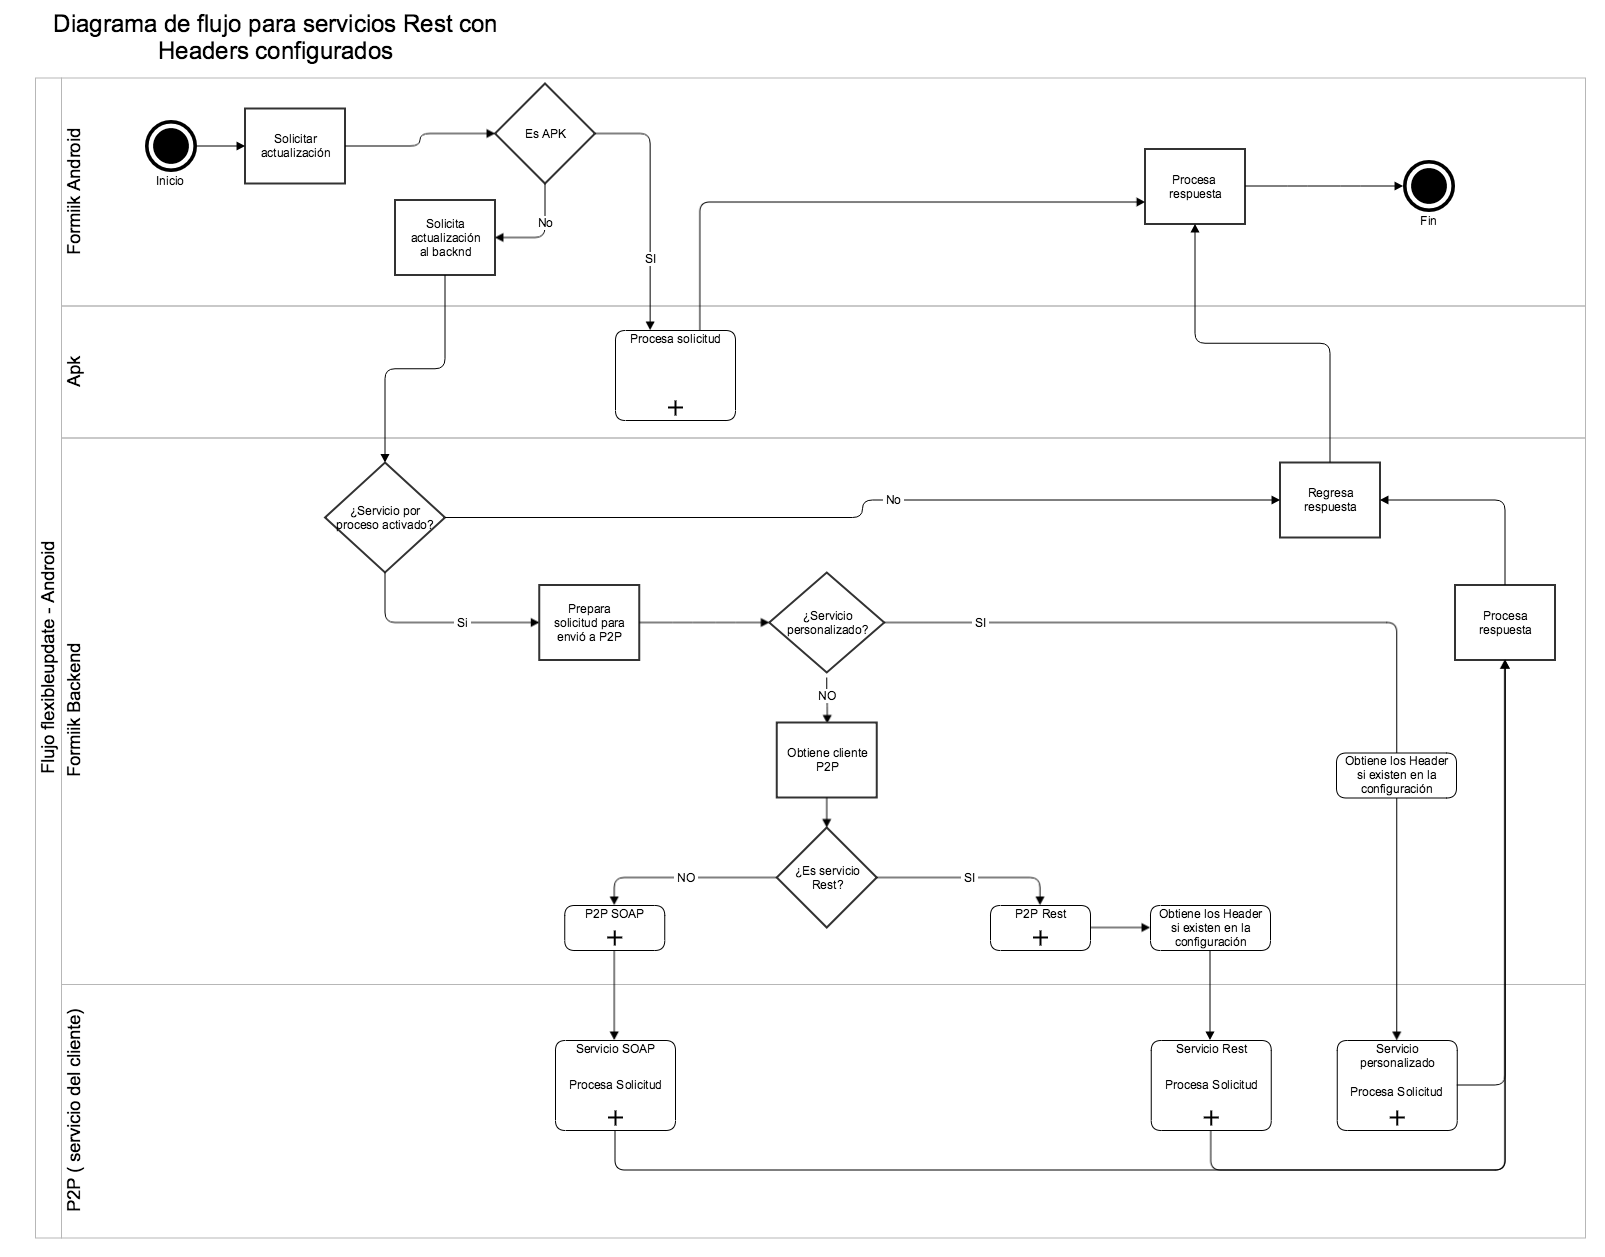 Diagrama de flujo para servicios Rest con
Headers configurados
Flujo flexibleupdate - Android
Formiik Android
Inicio
Solicitar
actualización
Es APK
No
SI
Solicita
actualización
al backnd
Procesa
respuesta
Fin
Apk
Procesa solicitud
Formiik Backend
¿Servicio por
proceso activado?
No
Regresa
respuesta
Si
Prepara
solicitud para
envió a P2P
¿Servicio
personalizado?
SI
Procesa
respuesta
NO
Obtiene cliente
P2P
Obtiene los Header
si existen en la
configuración
¿Es servicio
Rest?
NO
SI
P2P SOAP
P2P Rest
Obtiene los Header
si existen en la
configuración
P2P ( servicio del cliente)
Servicio SOAP
Procesa Solicitud
Servicio Rest
Procesa Solicitud
Servicio
personalizado
Procesa Solicitud